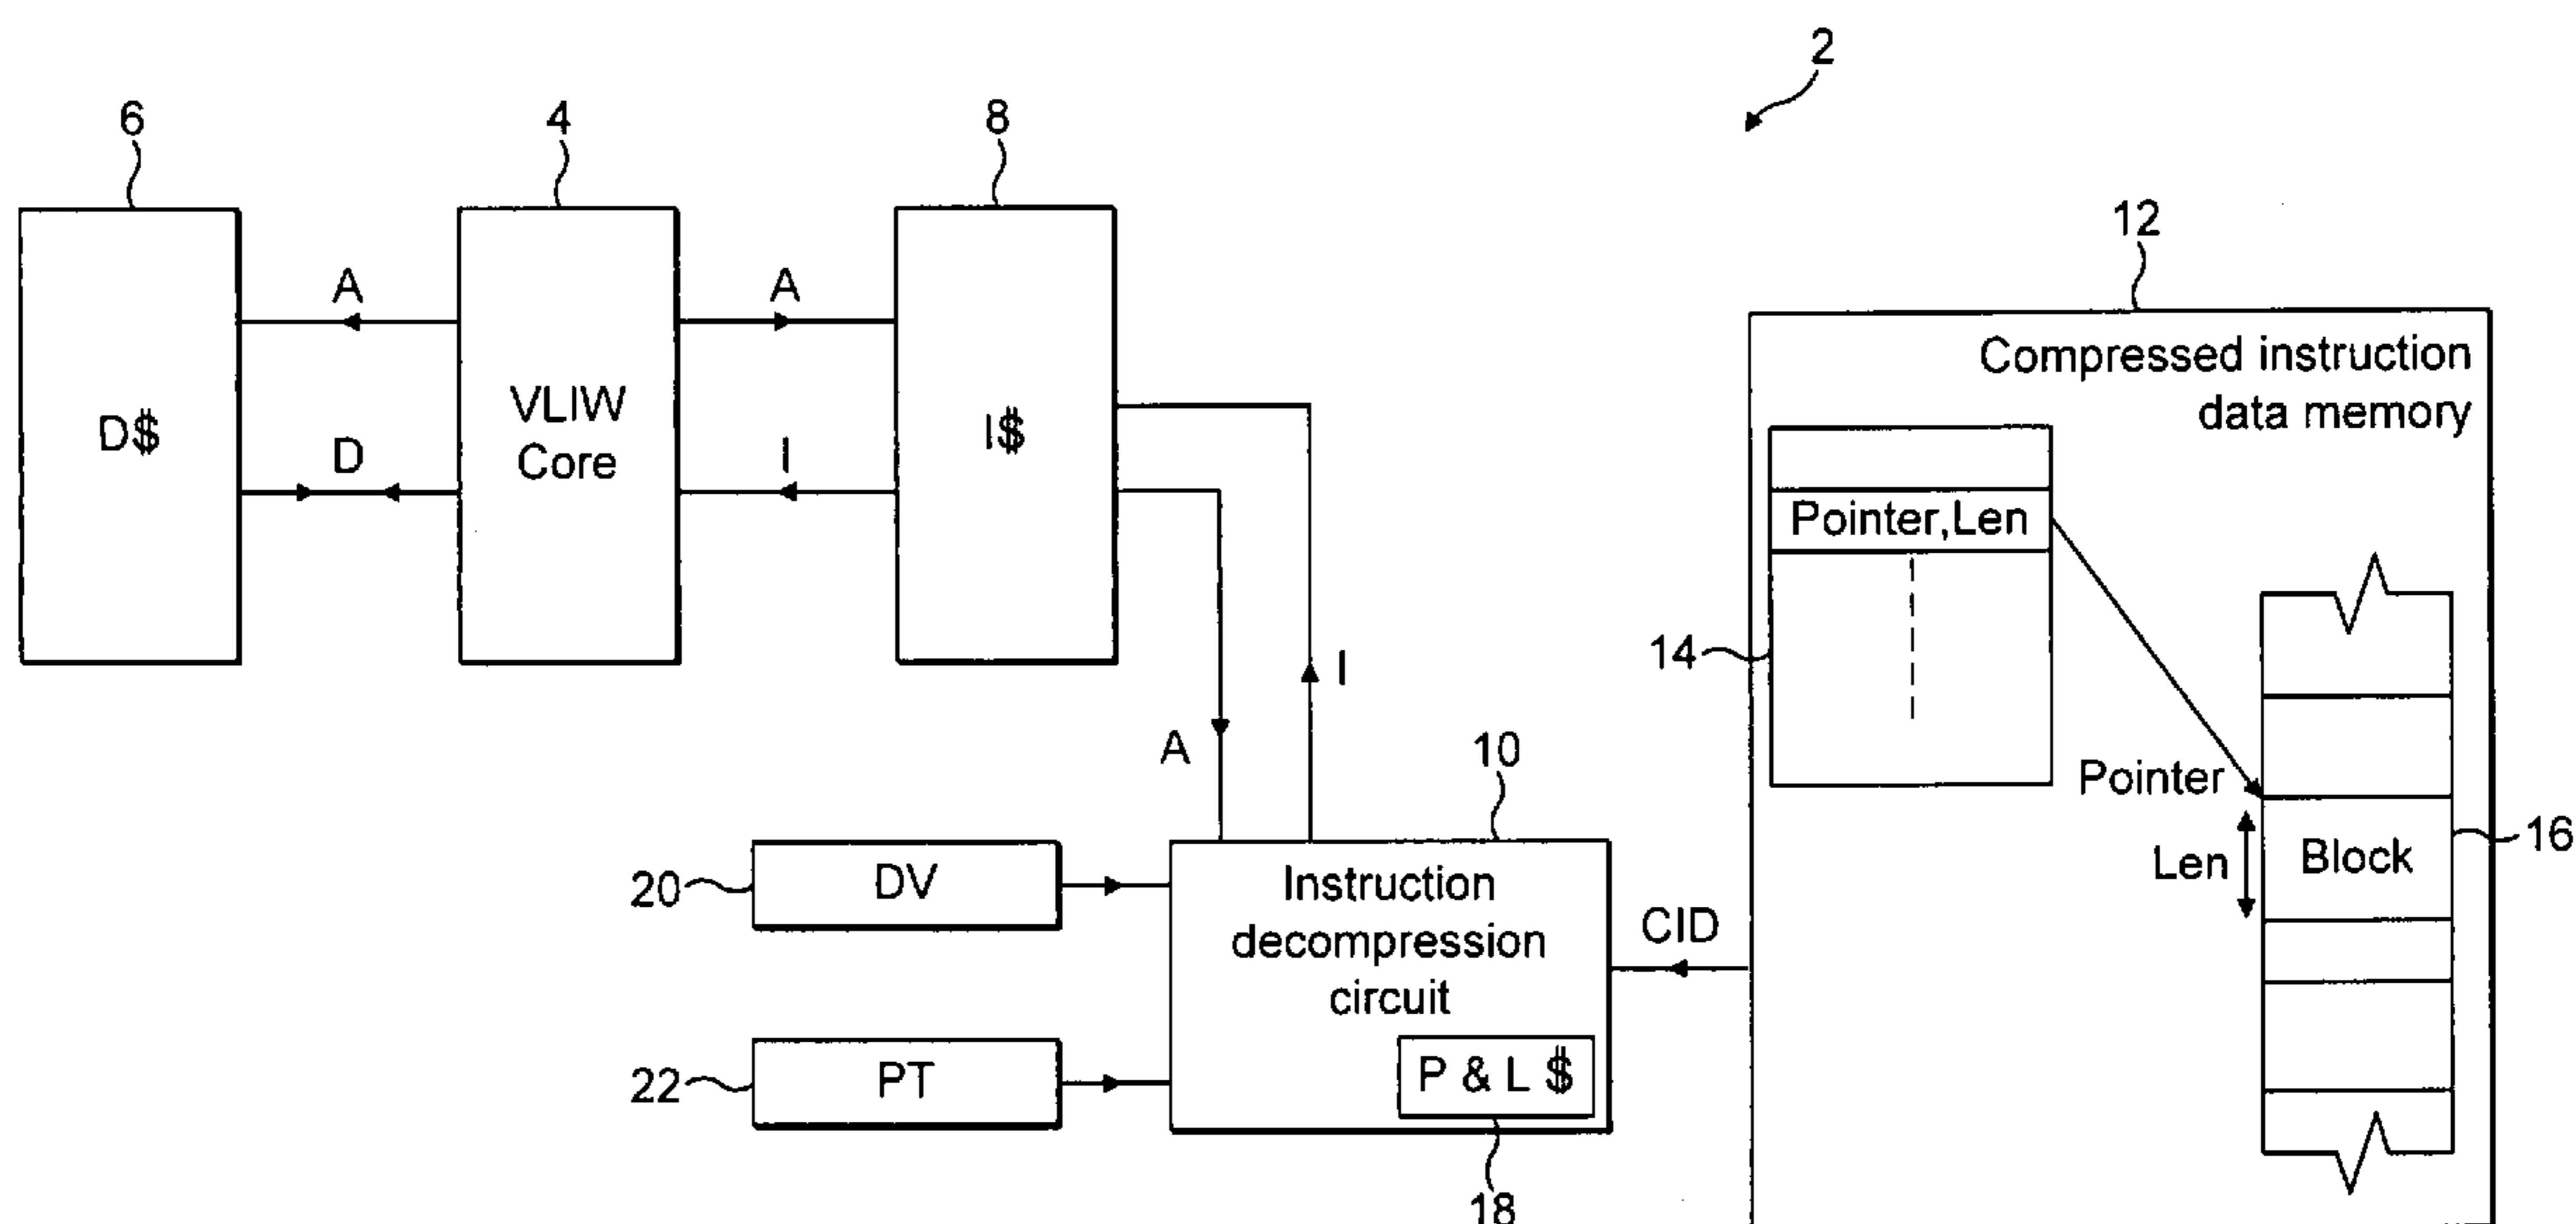 2
6
4
8
12
A
A
Compressed instruction
data memory
D$
VLIW
Core
I$
D
I
Pointer,Len
14
I
A
10
Pointer
16
20
DV
Instruction
decompression
circuit
Len
Block
CID
22
PT
P & L $
18